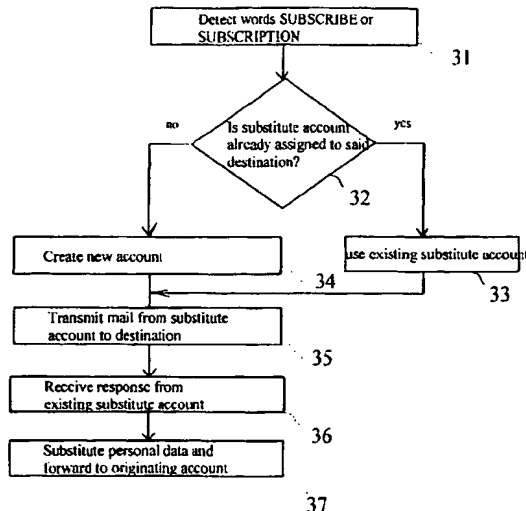 Detect words SUBSCRIBE or
SUBSCRIPTION
31
no
Is substitute account
already assigned to said
destination?
yes
32
Create new account
34
use existing substitute account
33
Transmit mail from substitute
account to destination
35
Receive response from
existing substitute account
36
Substitute personal data and
forward to originating account
37